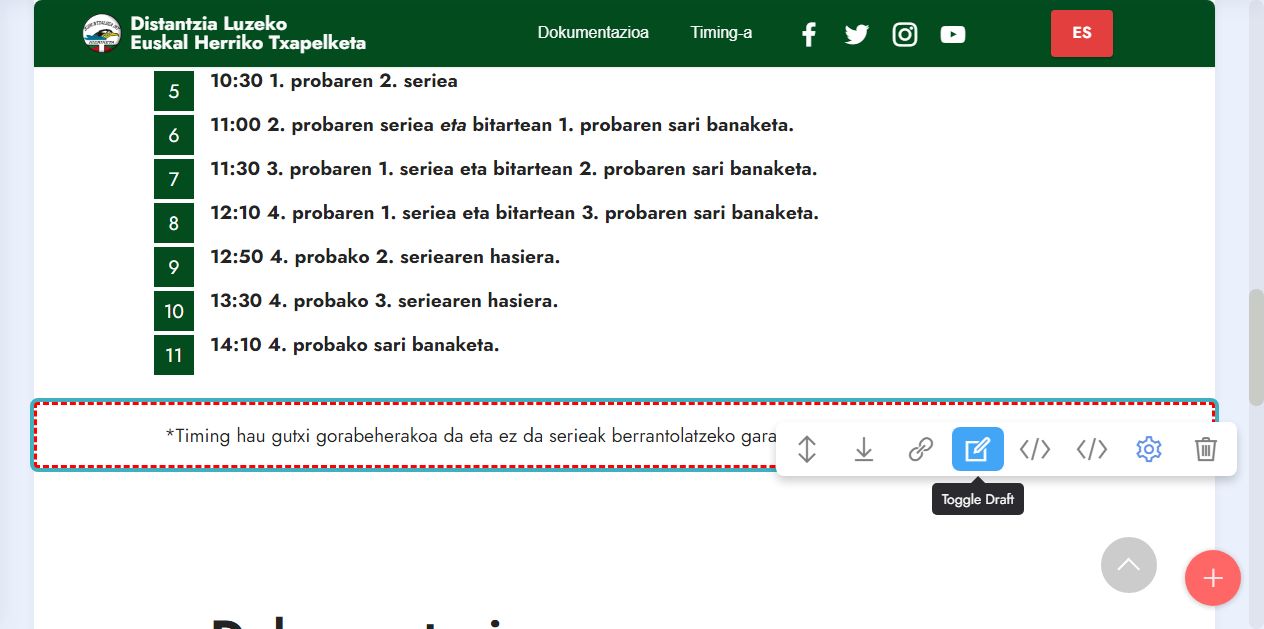 Distantzia Luzeko
Euskal Herriko Txapelketa
Dokumentazioa
Timing-a
ES
5 10:30 1. probaren 2. seriea
6 11:00 2. probaren seriea eta bitartean 1. probaren sari banaketa.
7 11:30 3. probaren 1. seriea eta bitartean 2. probaren sari banaketa.
8 12:10 4. probaren 1. seriea eta bitartean 3. probaren sari banaketa.
9 12:50 4. probako 2. seriearen hasiera.
10 13:30 4. probako 3. seriearen hasiera.
11 14:10 4. probako sari banaketa.
*Timing hau gutxi gorabeherakoa da eta ez da serieak berrantolatzeko gara
Toggle Draft